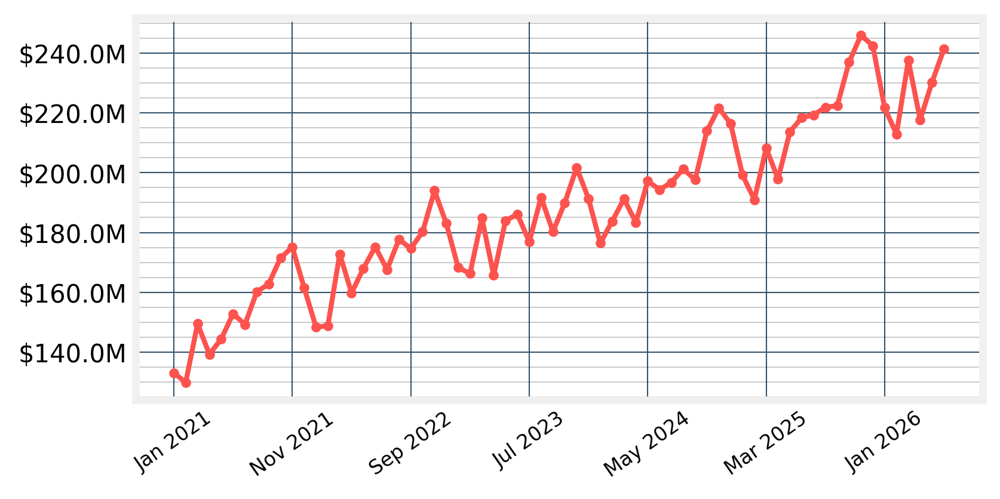 $240.0M
$220.0M
$200.0M
$180.0M
$160.0M
$140.0M
Jan 2021
Nov 2021
Sep 2022
Jul 2023
May 2024
Mar 2025
Jan 2026